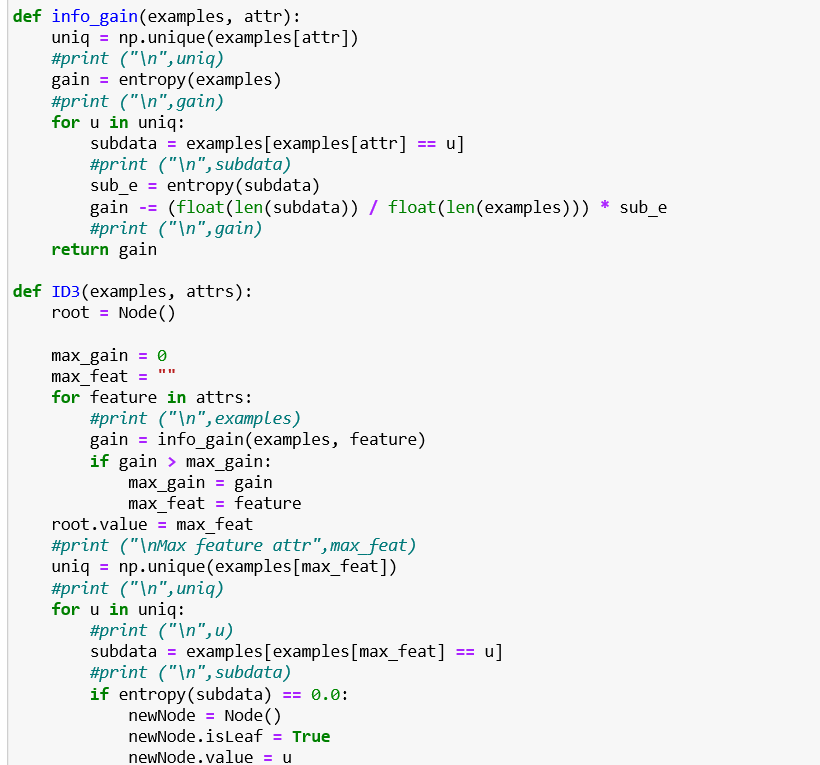 def info_gain(examples, attr):
    uniq = np.unique(examples[attr])
    #print ("\n",uniq)
    gain = entropy(examples)
    #print ("\n",gain)
    for u in uniq:
        subdata = examples[examples[attr] == u]
        #print ("\n",subdata)
        sub_e = entropy(subdata)
        gain -= (float(len(subdata)) / float(len(examples))) * sub_e
        #print ("\n",gain)
    return gain

def ID3(examples, attrs):
    root = Node()

    max_gain = 0
    max_feat = ""
    for feature in attrs:
        #print ("\n",examples)
        gain = info_gain(examples, feature)
        if gain > max_gain:
            max_gain = gain
            max_feat = feature
    root.value = max_feat
    #print ("\nMax feature attr",max_feat)
    uniq = np.unique(examples[max_feat])
    #print ("\n",uniq)
    for u in uniq:
        #print ("\n",u)
        subdata = examples[examples[max_feat] == u]
        #print ("\n",subdata)
        if entropy(subdata) == 0.0:
            newNode = Node()
            newNode.isLeaf = True
            newNode.value = u